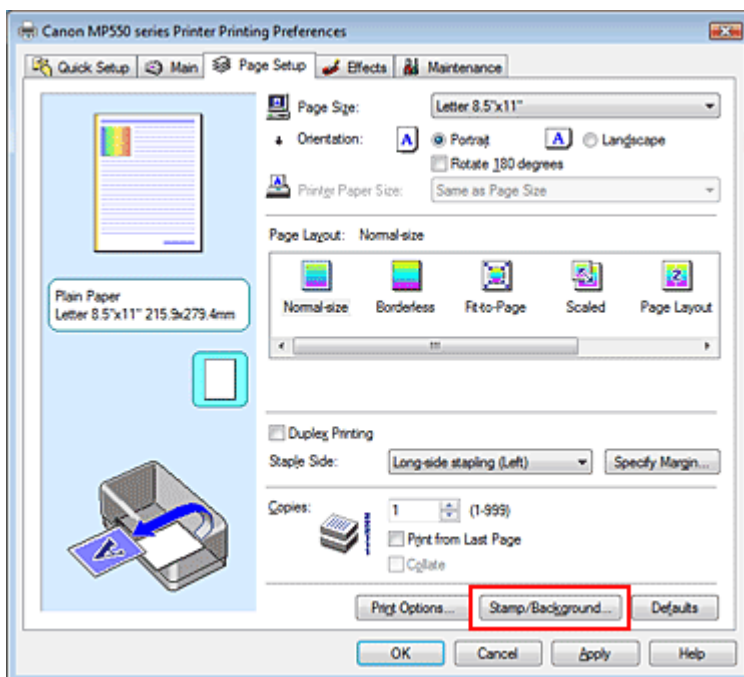 Canon MP550 series Printer Printing Preferences
Quick Setup Main Page Setup Effects Maintenance
Page Size: Letter 8.5"x11"
Orientation: A Portrait A Landscape
Rotate 180 degrees
Printer Paper Size: Same as Page Size
Page Layout: Normal-size
Normal-size Borderless Fit-to-Page Scaled Page Layout
Plain Paper
Letter 8.5"x11" 215.9x279.4mm
Duplex Printing
Staple Side: Long-side stapling (Left) Specify Margin...
Copies: 1 (1-999)
Print from Last Page
Collate
Print Options... Stamp/Background... Defaults
OK Cancel Apply Help